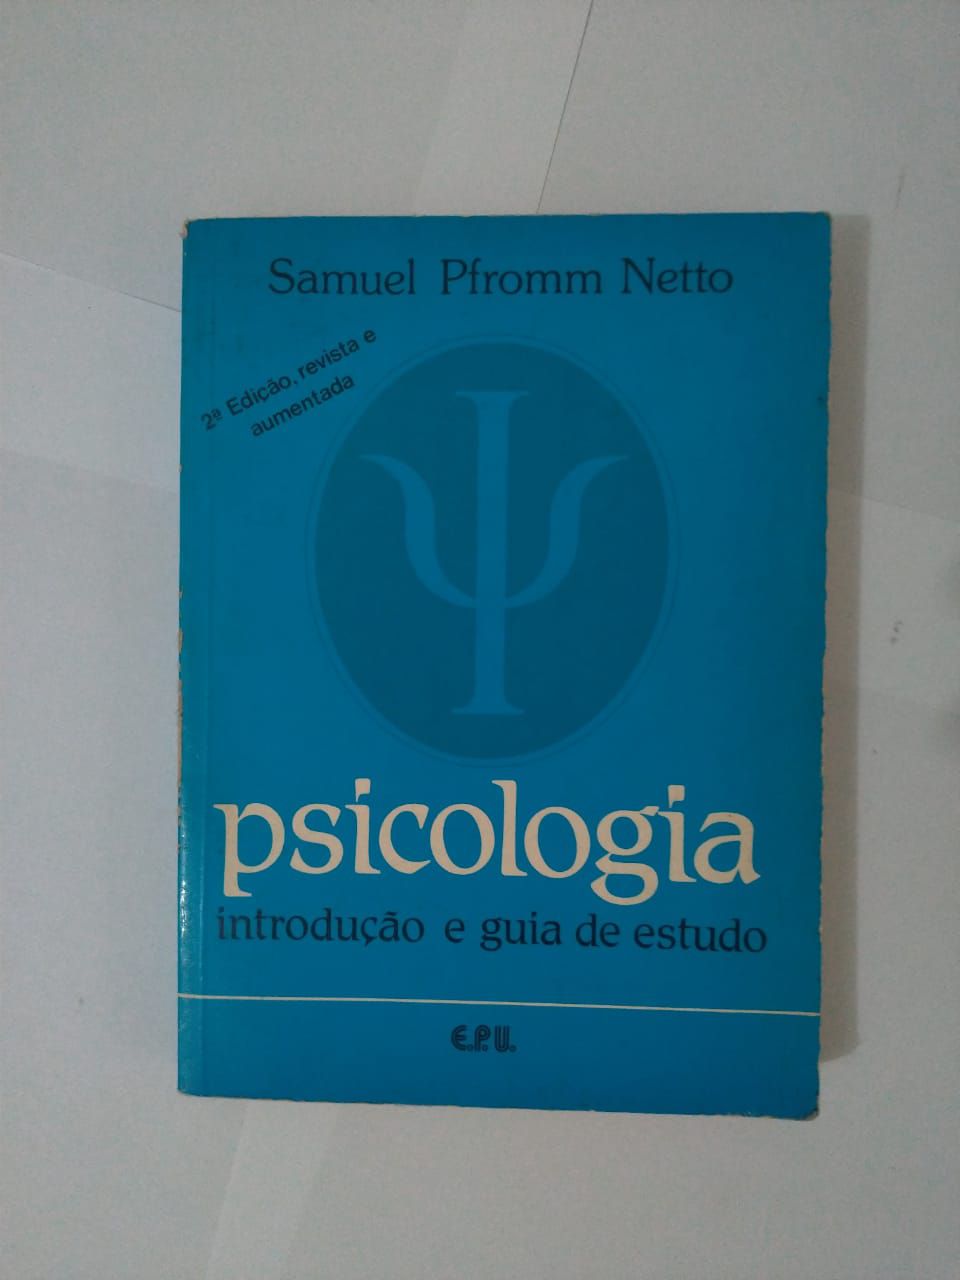 Samuel Pfromm Netto
2ª Edição, revista e
aumentada
Ψ
psicologia
introdução e guia de estudo
E.P.U.